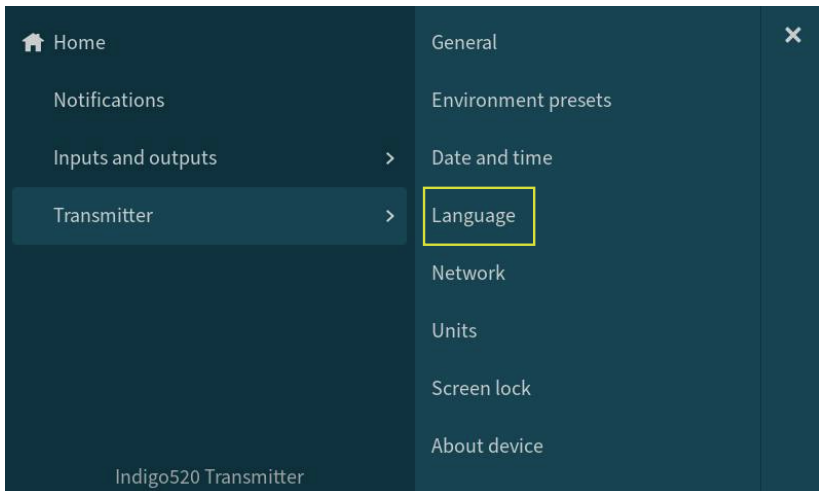 Home
Notifications
Inputs and outputs
Transmitter
Indigo520 Transmitter
General
Environment presets
Date and time
Language
Network
Units
Screen lock
About device